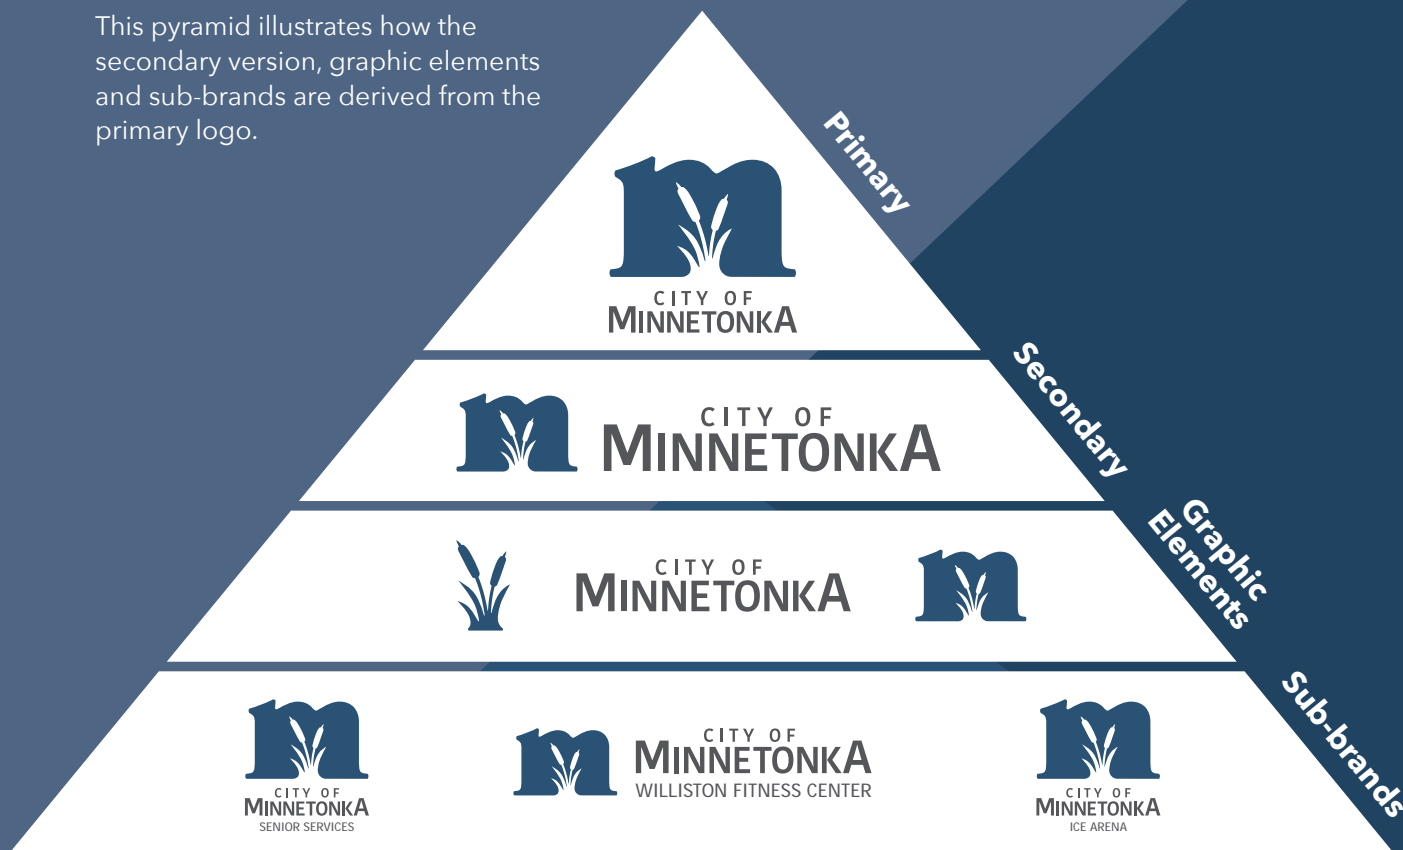 This pyramid illustrates how the
secondary version, graphic elements
and sub-brands are derived from the
primary logo.
Primary
m
CITY OF
MINNETONKA
Secondary
m
CITY OF
MINNETONKA
Graphic
Elements
CITY OF
MINNETONKA
m
Sub-brands
m
CITY OF
MINNETONKA
SENIOR SERVICES
m
CITY OF
MINNETONKA
WILLISTON FITNESS CENTER
m
CITY OF
MINNETONKA
ICE ARENA